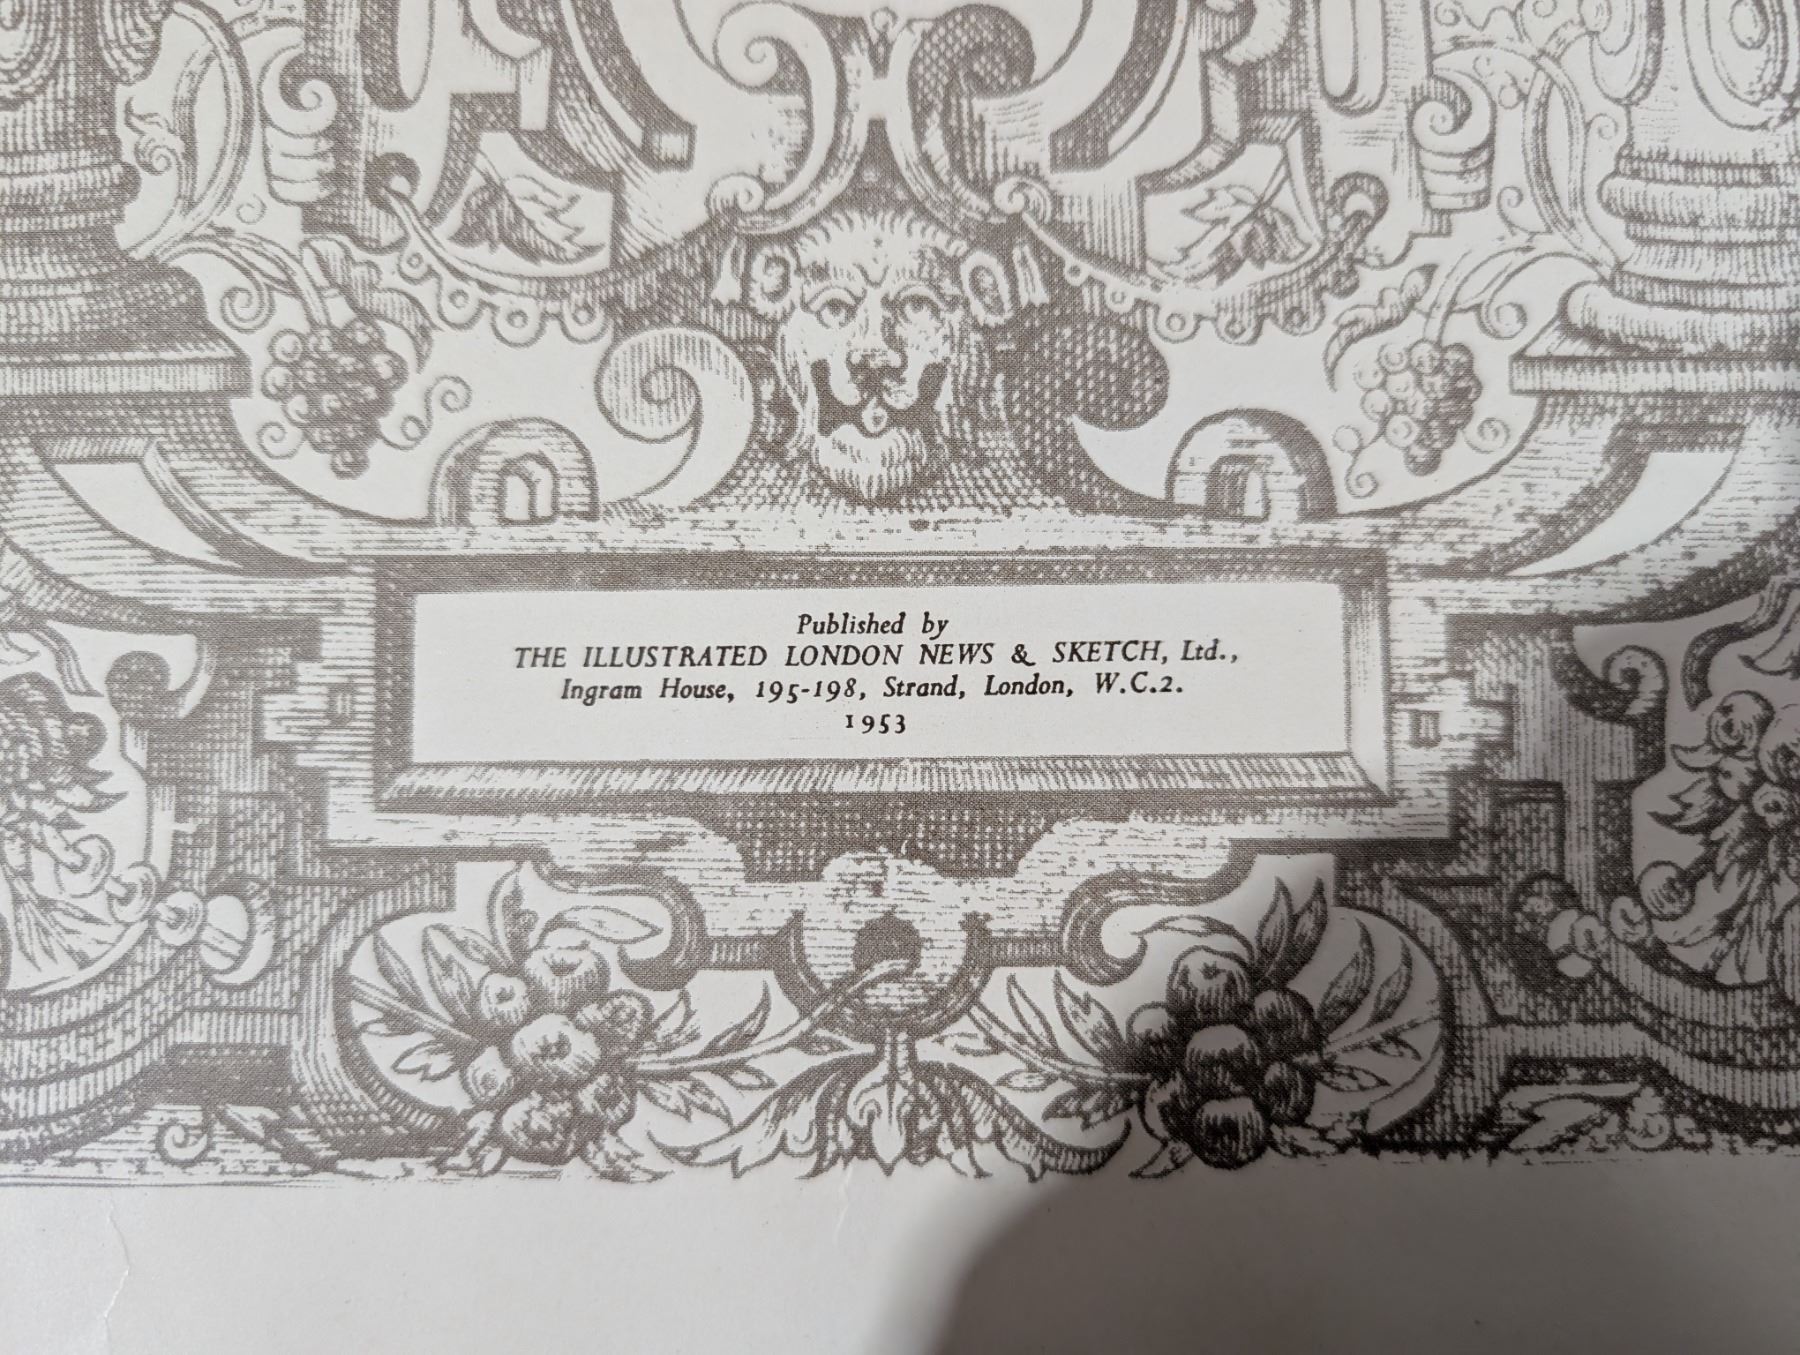 Published by
THE ILLUSTRATED LONDON NEWS & SKETCH, Ltd.,
Ingram House, 195-198, Strand, London, W.C.2.
1953